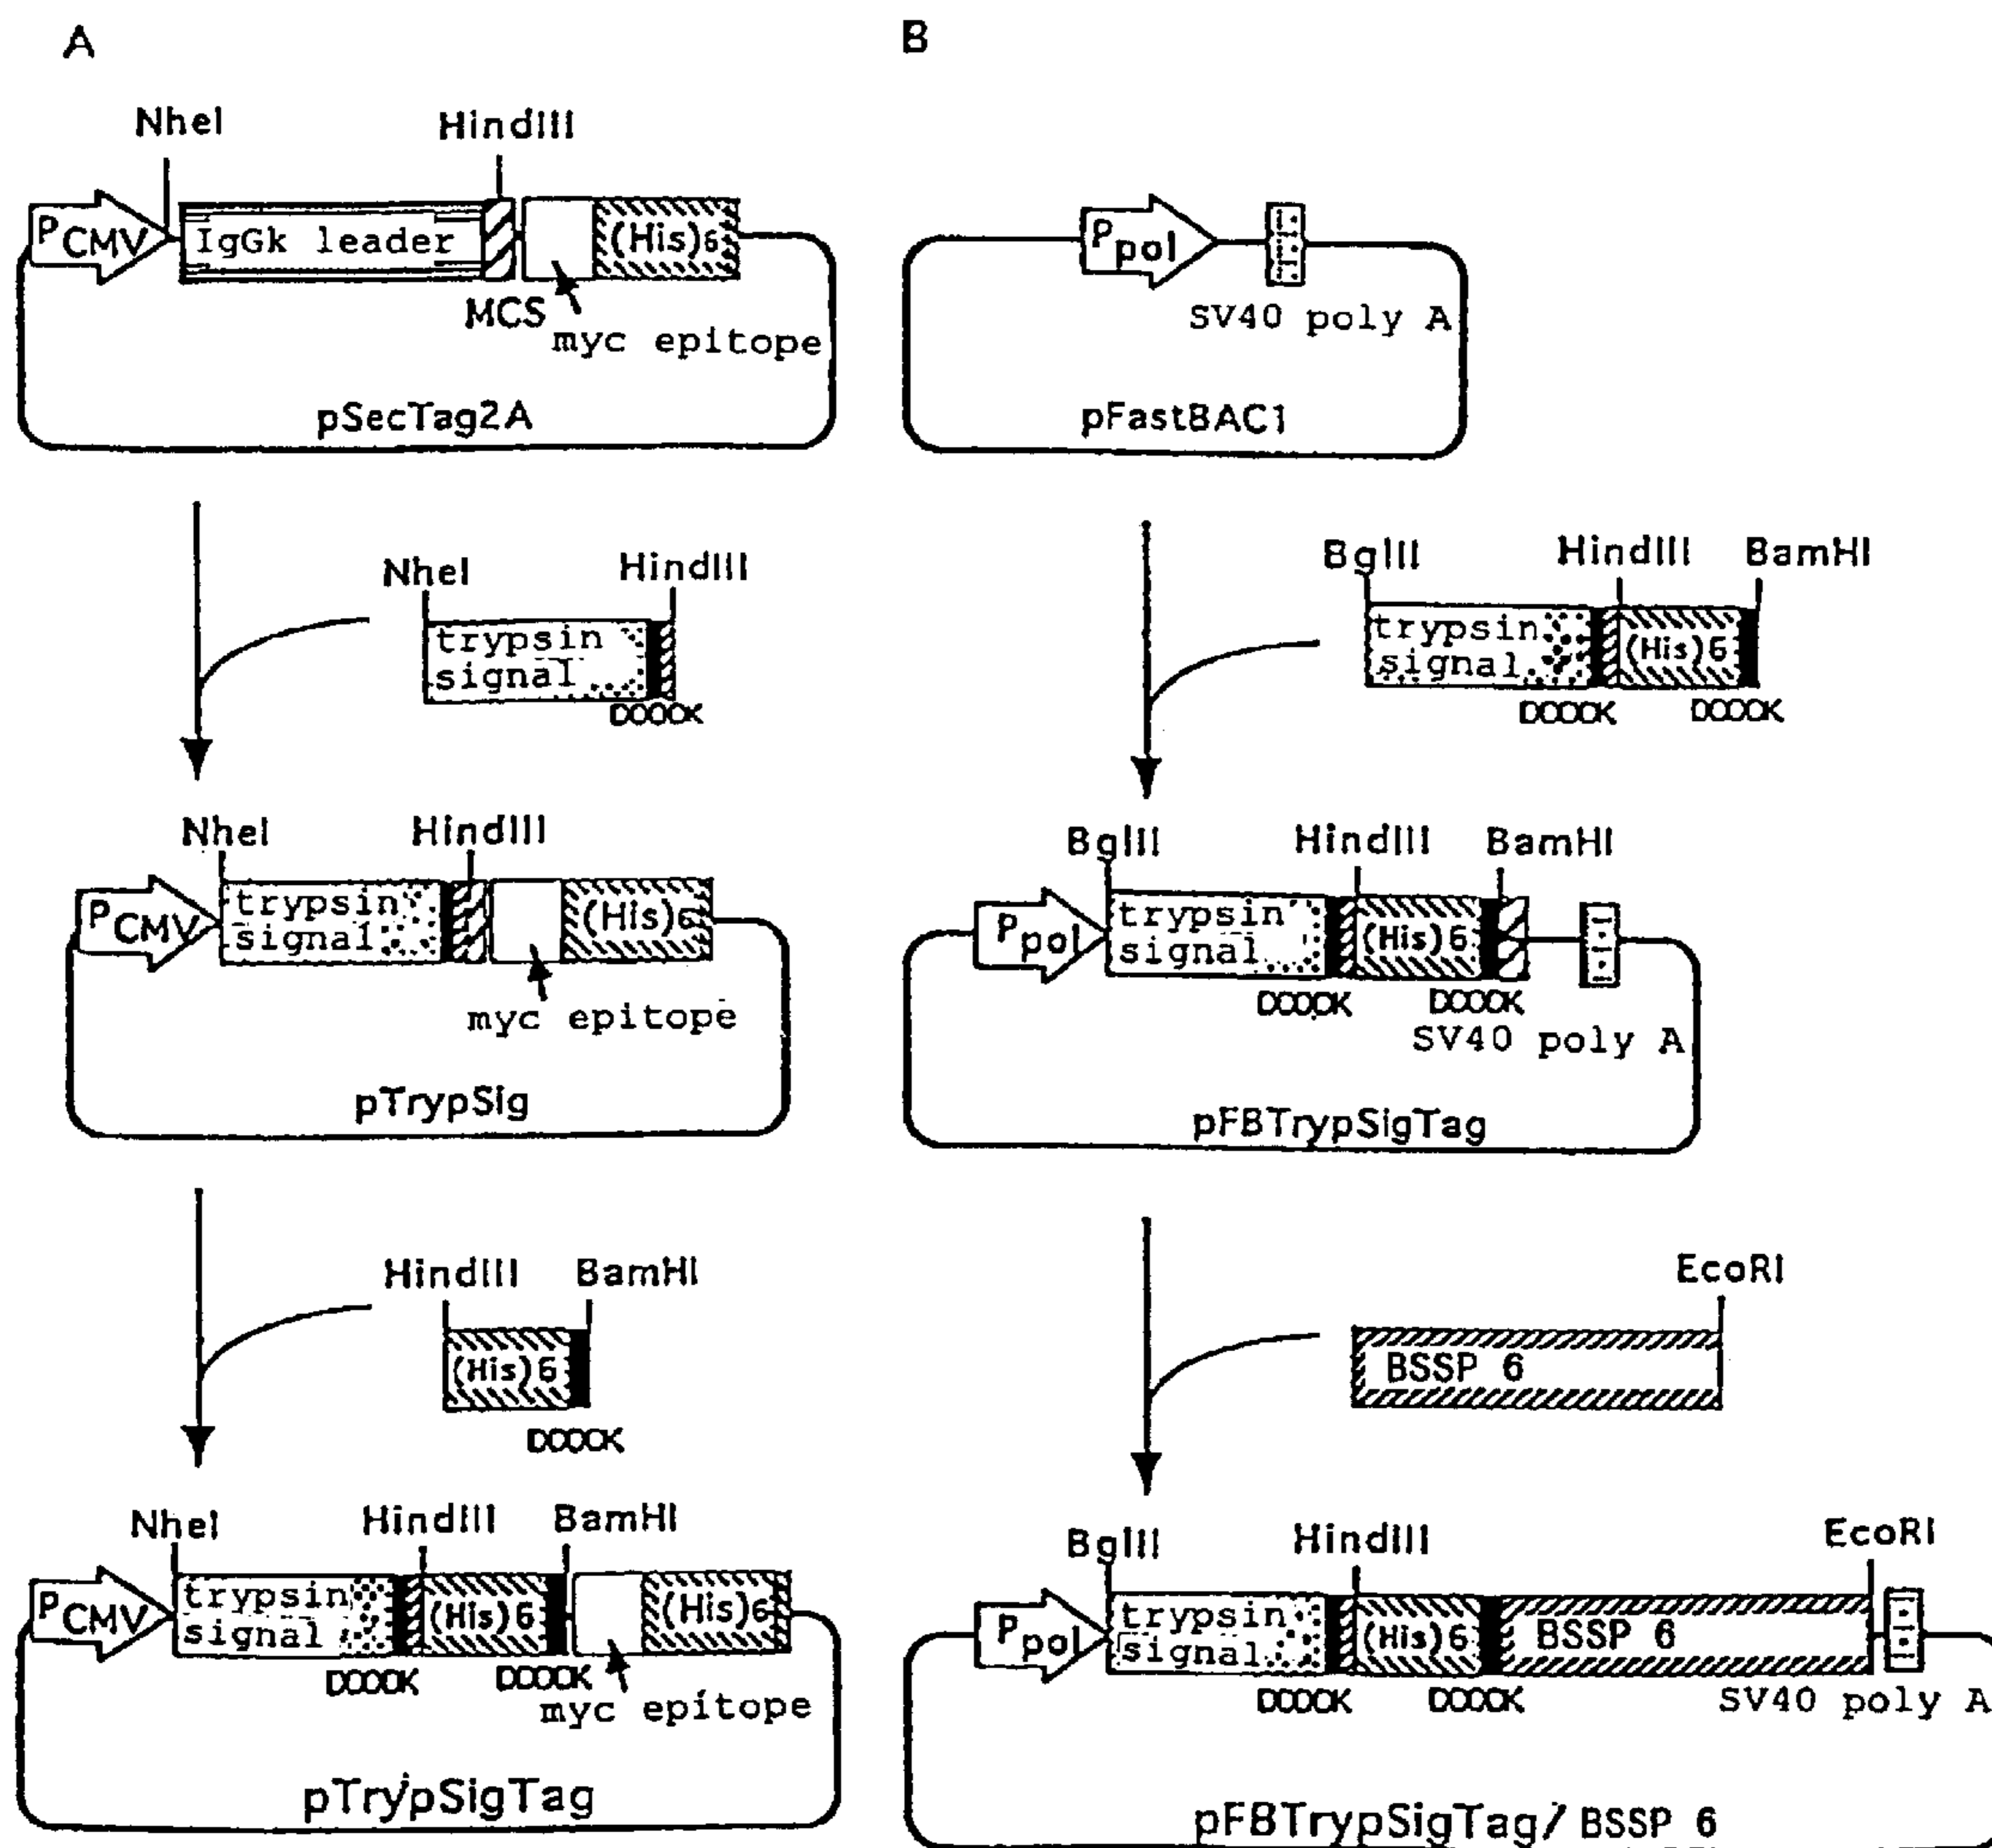 A
NheI
HindIII
PCMV
IgGk leader
(His)6
MCS
myc epitope
pSecTag2A
NheI
HindIII
trypsin
signal
DDDDK
NheI
HindIII
PCMV
trypsin
signal
(His)6
myc epitope
pTrypSig
HindIII
BamHI
(His)6
DDDDK
NheI
HindIII
BamHI
PCMV
trypsin
signal
(His)6
(His)6
DDDDK
DDDDK
myc epitope
pTrypSigTag
B
Ppol
SV40 poly A
pFastBAC1
BglII
HindIII
BamHI
trypsin
signal
(His)6
DDDDK
DDDDK
BglII
HindIII
BamHI
Ppol
trypsin
signal
(His)6
DDDDK
DDDDK
SV40 poly A
pFBTrypSigTag
EcoRI
BSSP 6
BglII
HindIII
EcoRI
Ppol
trypsin
signal
(His)6
BSSP 6
DDDDK
DDDDK
SV40 poly A
pFBTrypSigTag/ BSSP 6